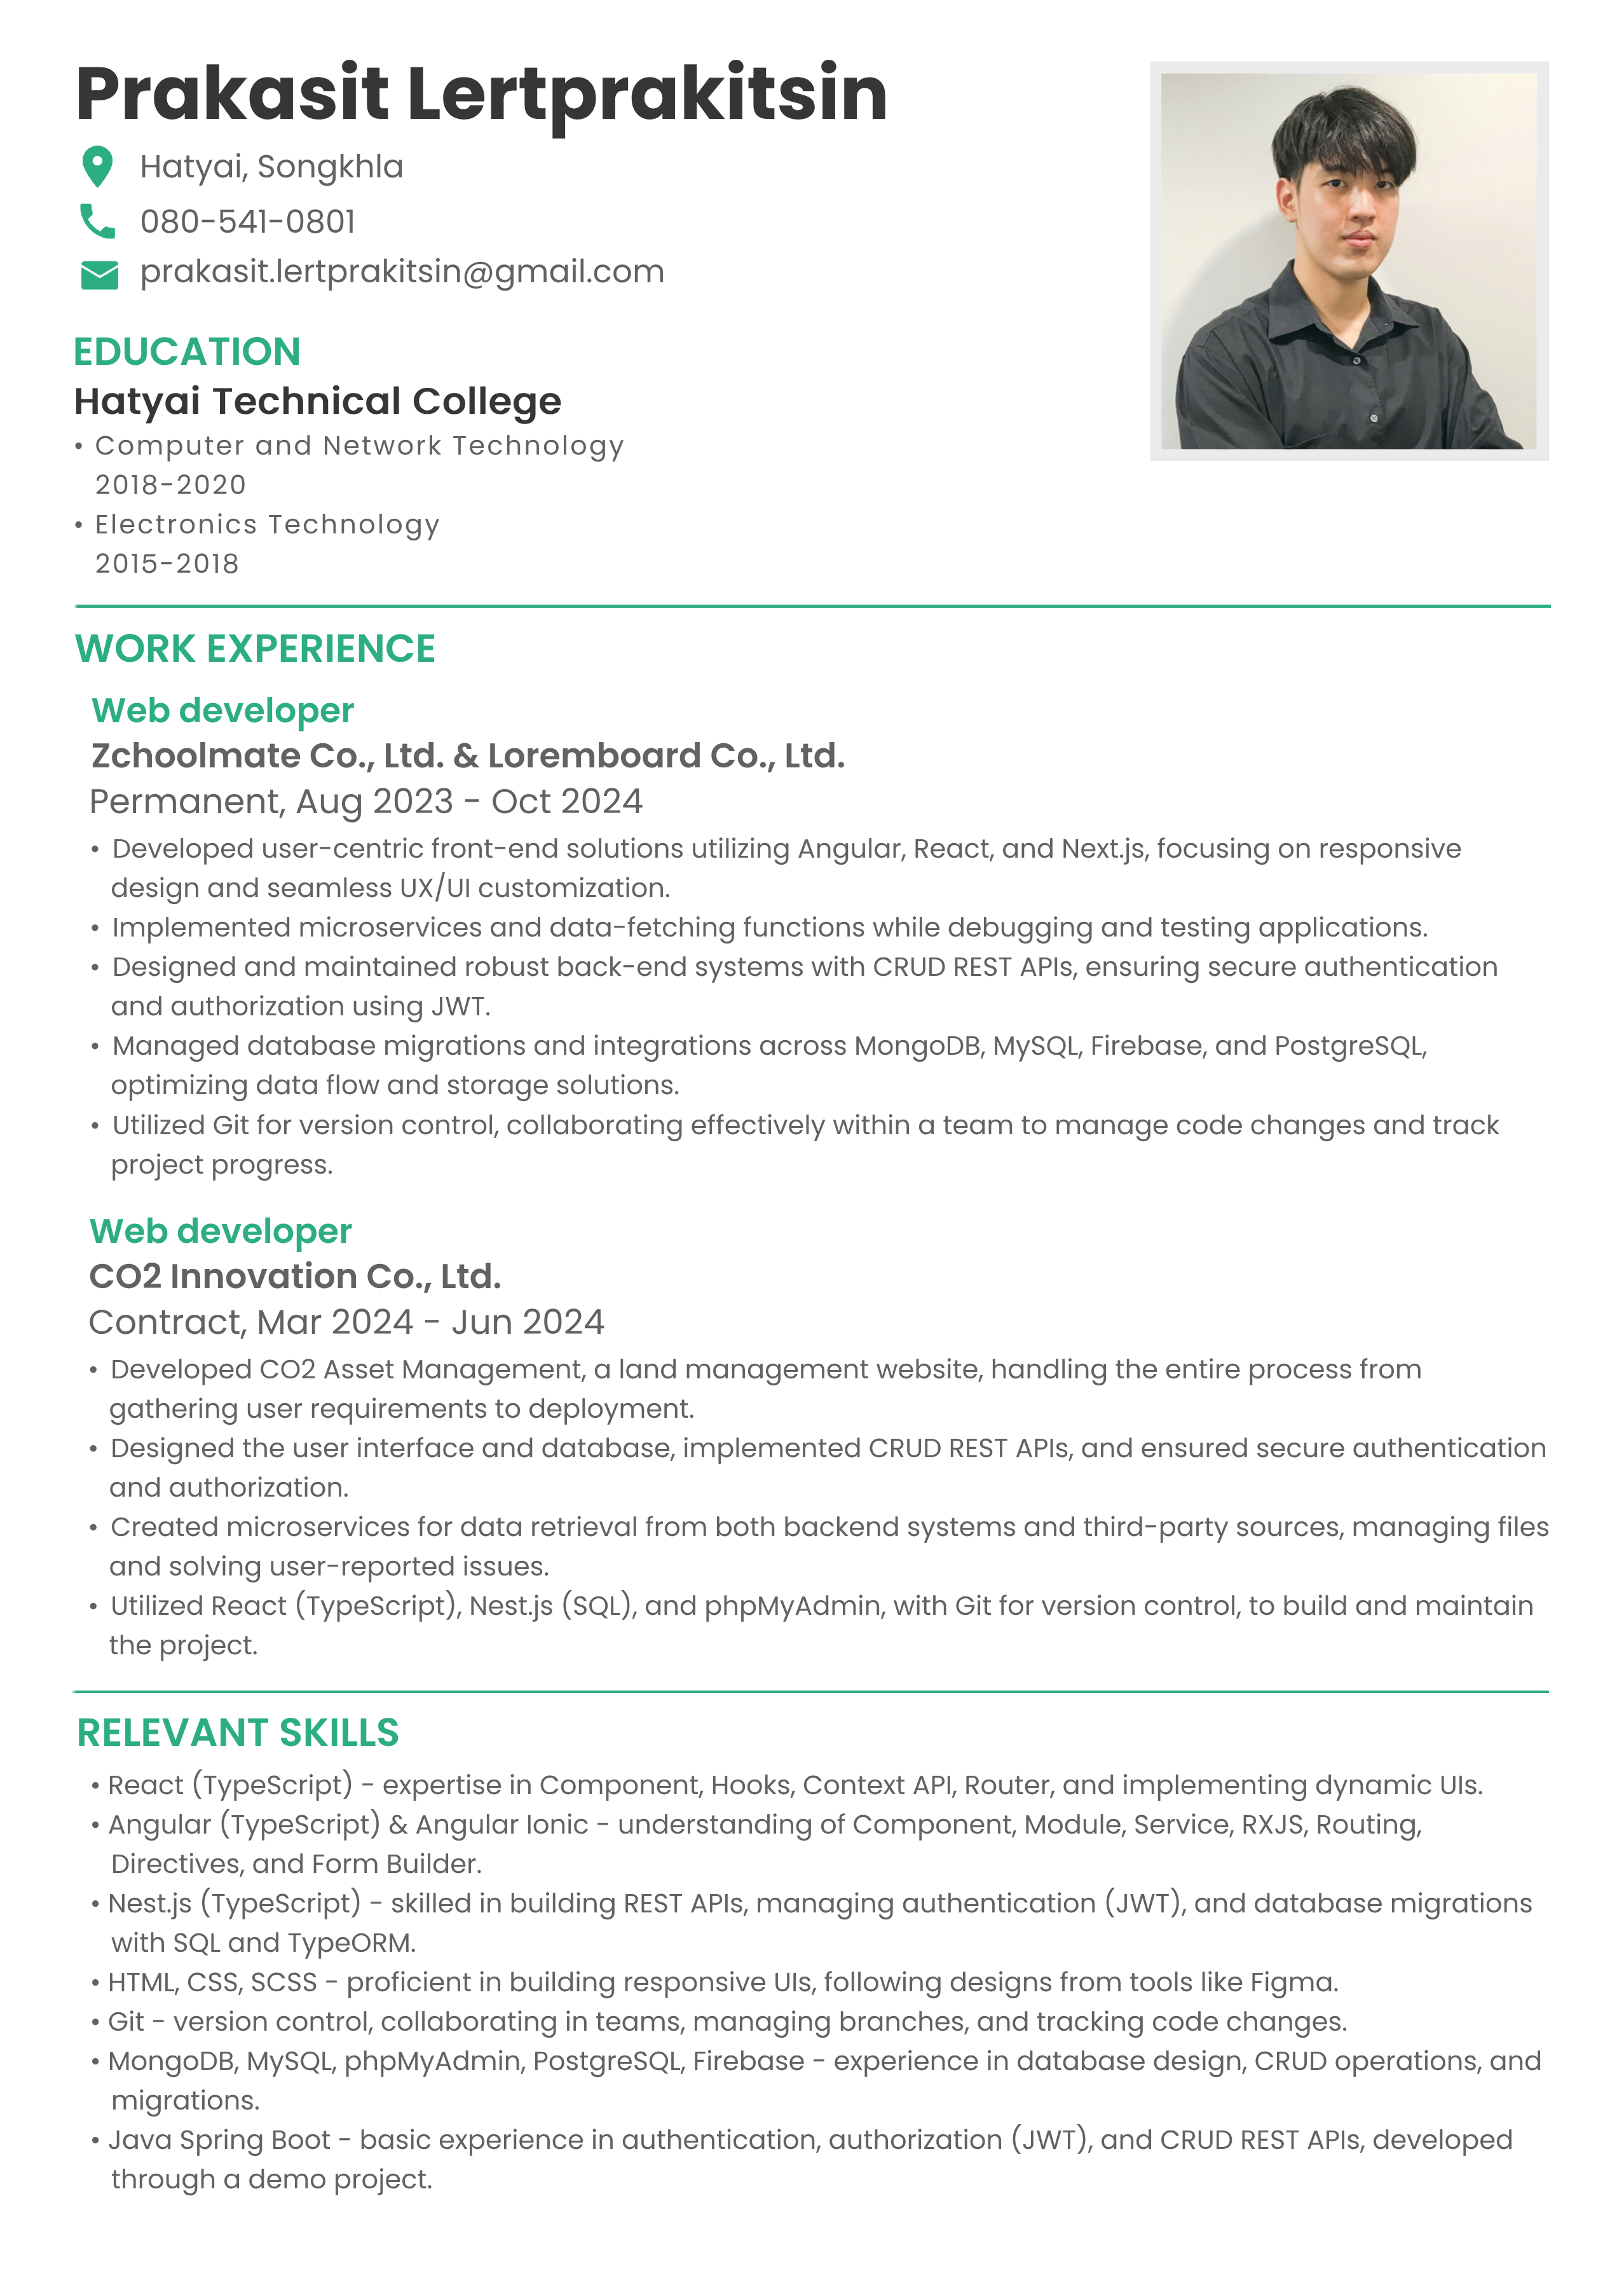 Prakasit Lertprakitsin
Hatyai, Songkhla
080-541-0801
prakasit.lertprakitsin@gmail.com
EDUCATION
Hatyai Technical College
• Computer and Network Technology
2018-2020
• Electronics Technology
2015-2018
WORK EXPERIENCE
Web developer
Zchoolmate Co., Ltd. & Loremboard Co., Ltd.
Permanent, Aug 2023 - Oct 2024
• Developed user-centric front-end solutions utilizing Angular, React, and Next.js, focusing on responsive
design and seamless UX/UI customization.
• Implemented microservices and data-fetching functions while debugging and testing applications.
• Designed and maintained robust back-end systems with CRUD REST APIs, ensuring secure authentication
and authorization using JWT.
• Managed database migrations and integrations across MongoDB, MySQL, Firebase, and PostgreSQL,
optimizing data flow and storage solutions.
• Utilized Git for version control, collaborating effectively within a team to manage code changes and track
project progress.
Web developer
CO2 Innovation Co., Ltd.
Contract, Mar 2024 - Jun 2024
• Developed CO2 Asset Management, a land management website, handling the entire process from
gathering user requirements to deployment.
• Designed the user interface and database, implemented CRUD REST APIs, and ensured secure authentication
and authorization.
• Created microservices for data retrieval from both backend systems and third-party sources, managing files
and solving user-reported issues.
• Utilized React (TypeScript), Nest.js (SQL), and phpMyAdmin, with Git for version control, to build and maintain
the project.
RELEVANT SKILLS
• React (TypeScript) - expertise in Component, Hooks, Context API, Router, and implementing dynamic UIs.
• Angular (TypeScript) & Angular Ionic - understanding of Component, Module, Service, RXJS, Routing,
Directives, and Form Builder.
• Nest.js (TypeScript) - skilled in building REST APIs, managing authentication (JWT), and database migrations
with SQL and TypeORM.
• HTML, CSS, SCSS - proficient in building responsive UIs, following designs from tools like Figma.
• Git - version control, collaborating in teams, managing branches, and tracking code changes.
• MongoDB, MySQL, phpMyAdmin, PostgreSQL, Firebase - experience in database design, CRUD operations, and
migrations.
• Java Spring Boot - basic experience in authentication, authorization (JWT), and CRUD REST APIs, developed
through a demo project.